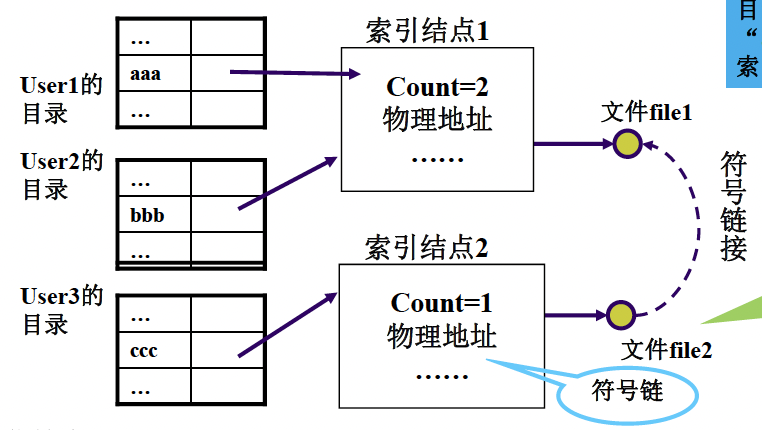 目
“
索
索引结点1
…
aaa
…
User1的
目录
Count=2
物理地址
……
文件file1
User2的
目录
…
bbb
…
符号链接
索引结点2
User3的
目录
…
ccc
…
Count=1
物理地址
……
文件file2
符号链